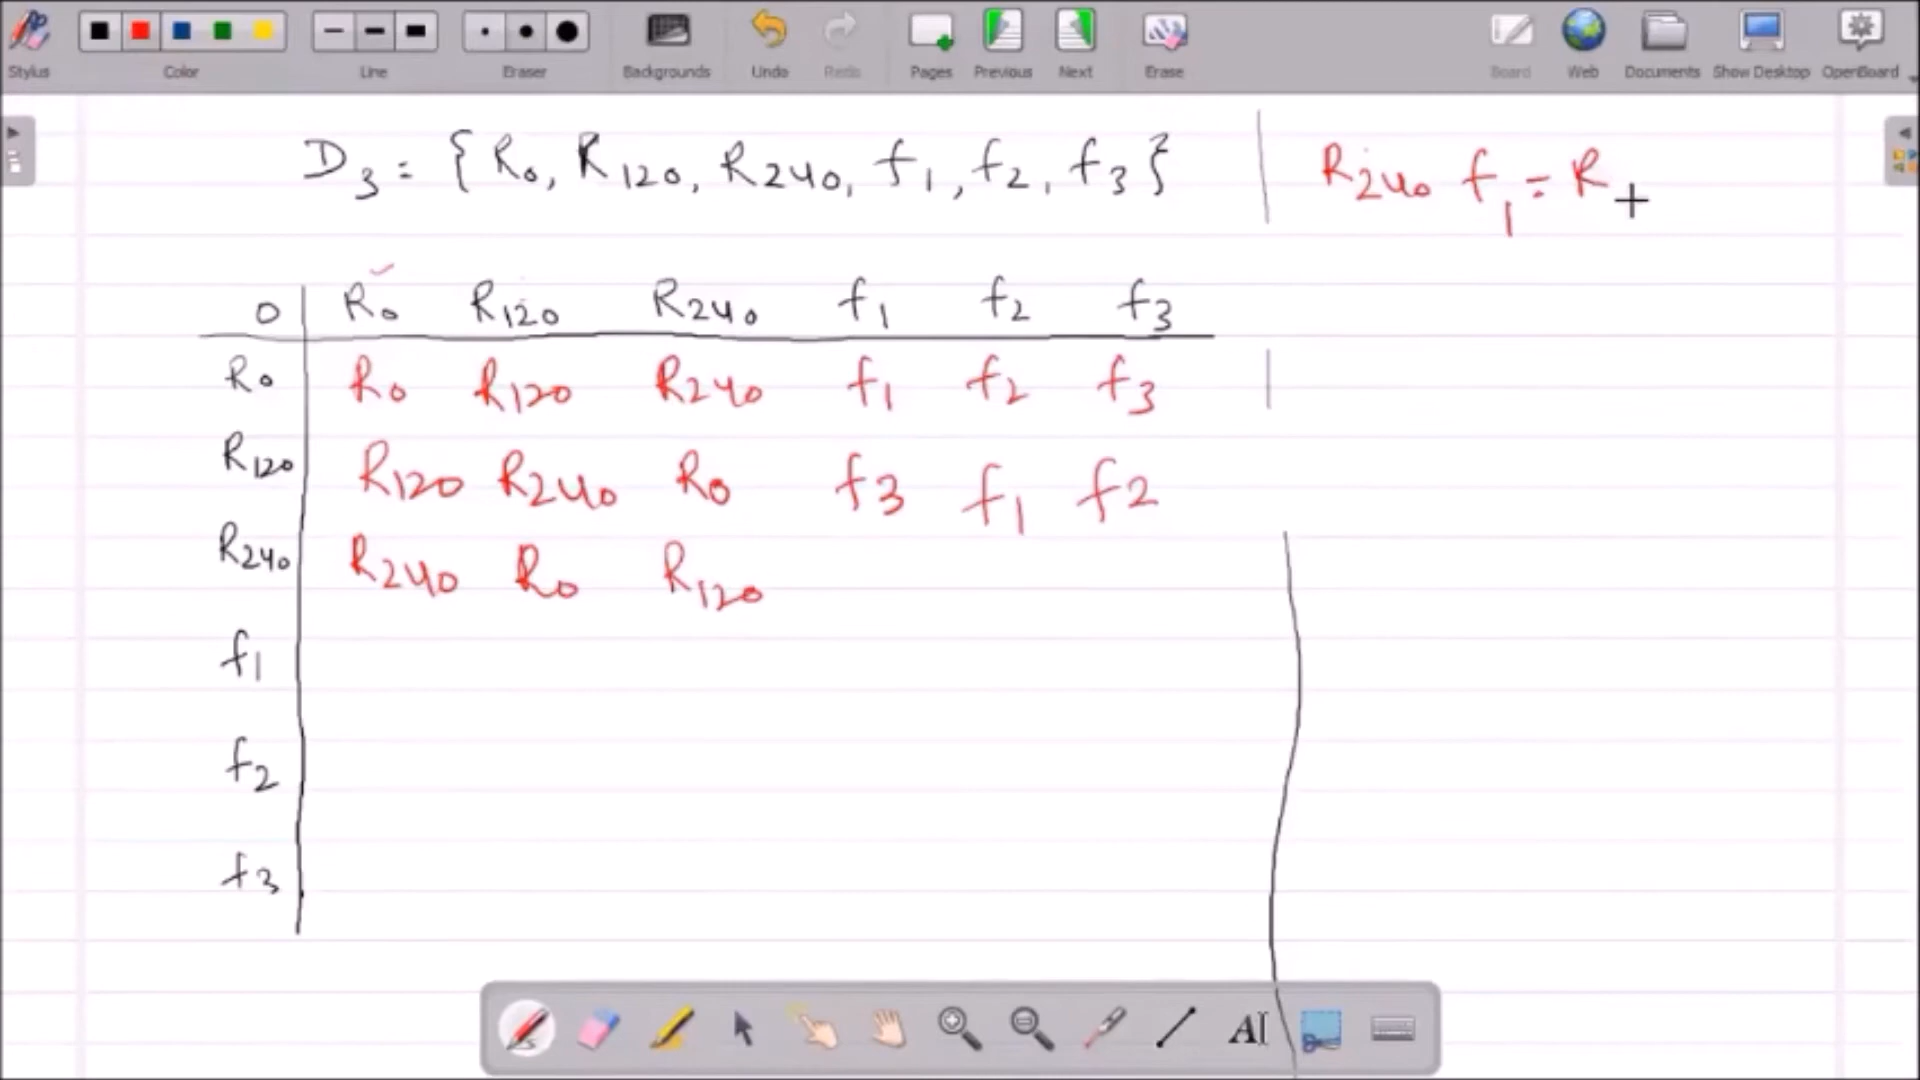 Stylus Color Line Eraser Backgrounds Undo Redo Pages Previous Next Erase Board Web Documents Show Desktop OpenBoard
D₃ = {R₀, R₁₂₀, R₂₄₀, f₁, f₂, f₃}
R₂₄₀ f₁ = R
o R₀ R₁₂₀ R₂₄₀ f₁ f₂ f₃
R₀ R₀ R₁₂₀ R₂₄₀ f₁ f₂ f₃
R₁₂₀ R₁₂₀ R₂₄₀ R₀ f₃ f₁ f₂
R₂₄₀ R₂₄₀ R₀ R₁₂₀
f₁
f₂
f₃
AI